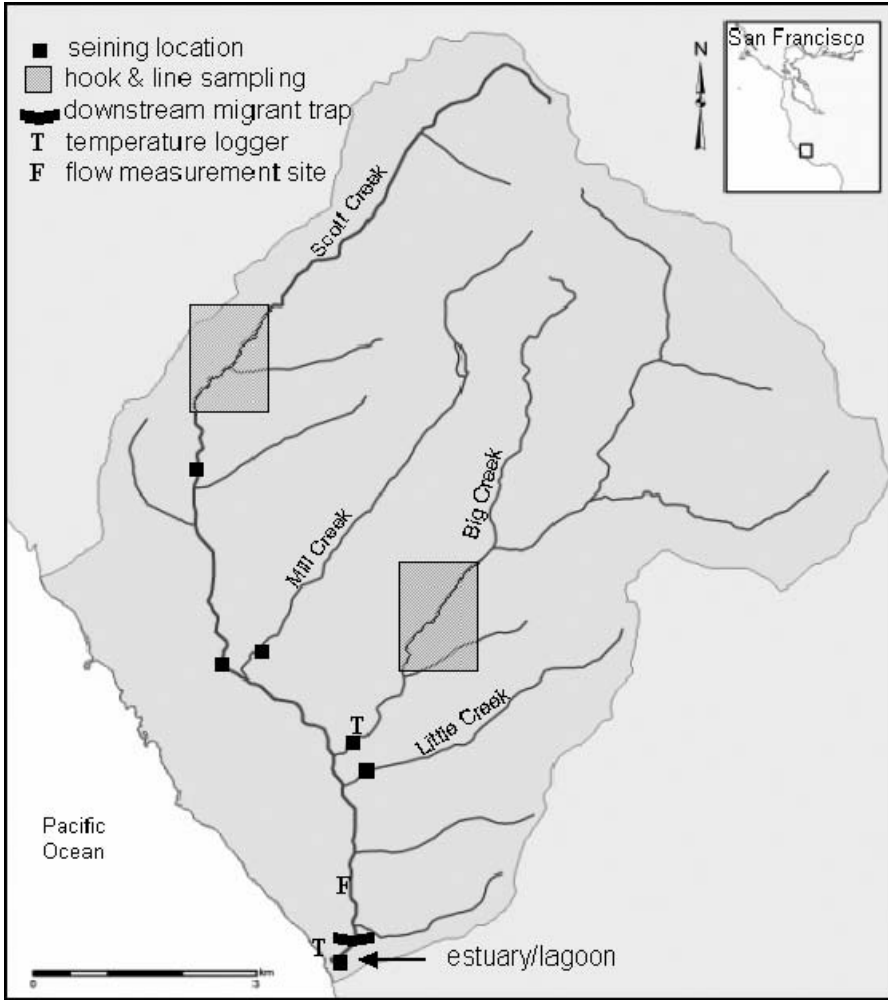 seining location
hook & line sampling
downstream migrant trap
T temperature logger
F flow measurement site
N
San Francisco
Scott Creek
Mill Creek
Big Creek
Little Creek
T
Pacific
Ocean
F
T
estuary/lagoon
0 3 km